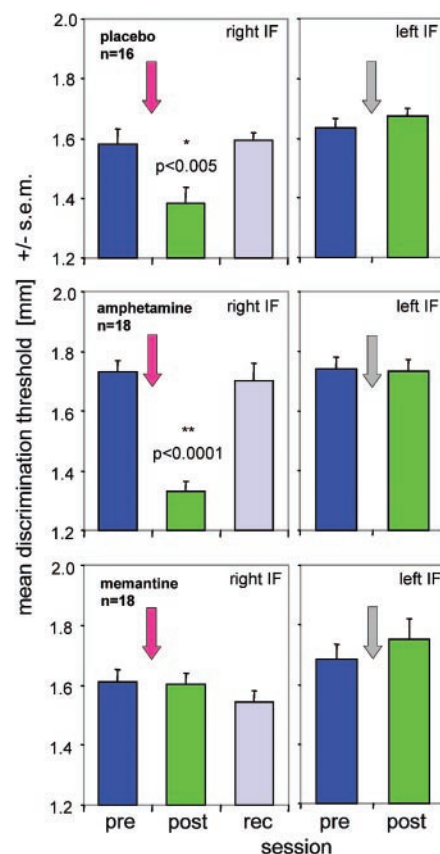 mean discrimination threshold [mm] +/- s.e.m.
2.0
1.8
1.6
1.4
1.2
placebo
n=16
right IF
*
p<0.005
left IF
2.0
1.8
1.6
1.4
1.2
amphetamine
n=18
right IF
**
p<0.0001
left IF
2.0
1.8
1.6
1.4
1.2
memantine
n=18
right IF
left IF
pre post rec pre post
session